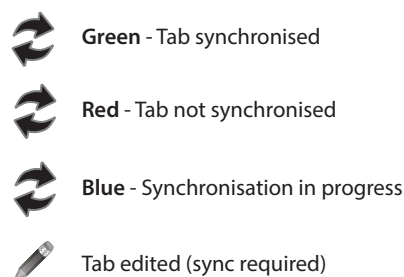 Green - Tab synchronised
Red - Tab not synchronised
Blue - Synchronisation in progress
Tab edited (sync required)